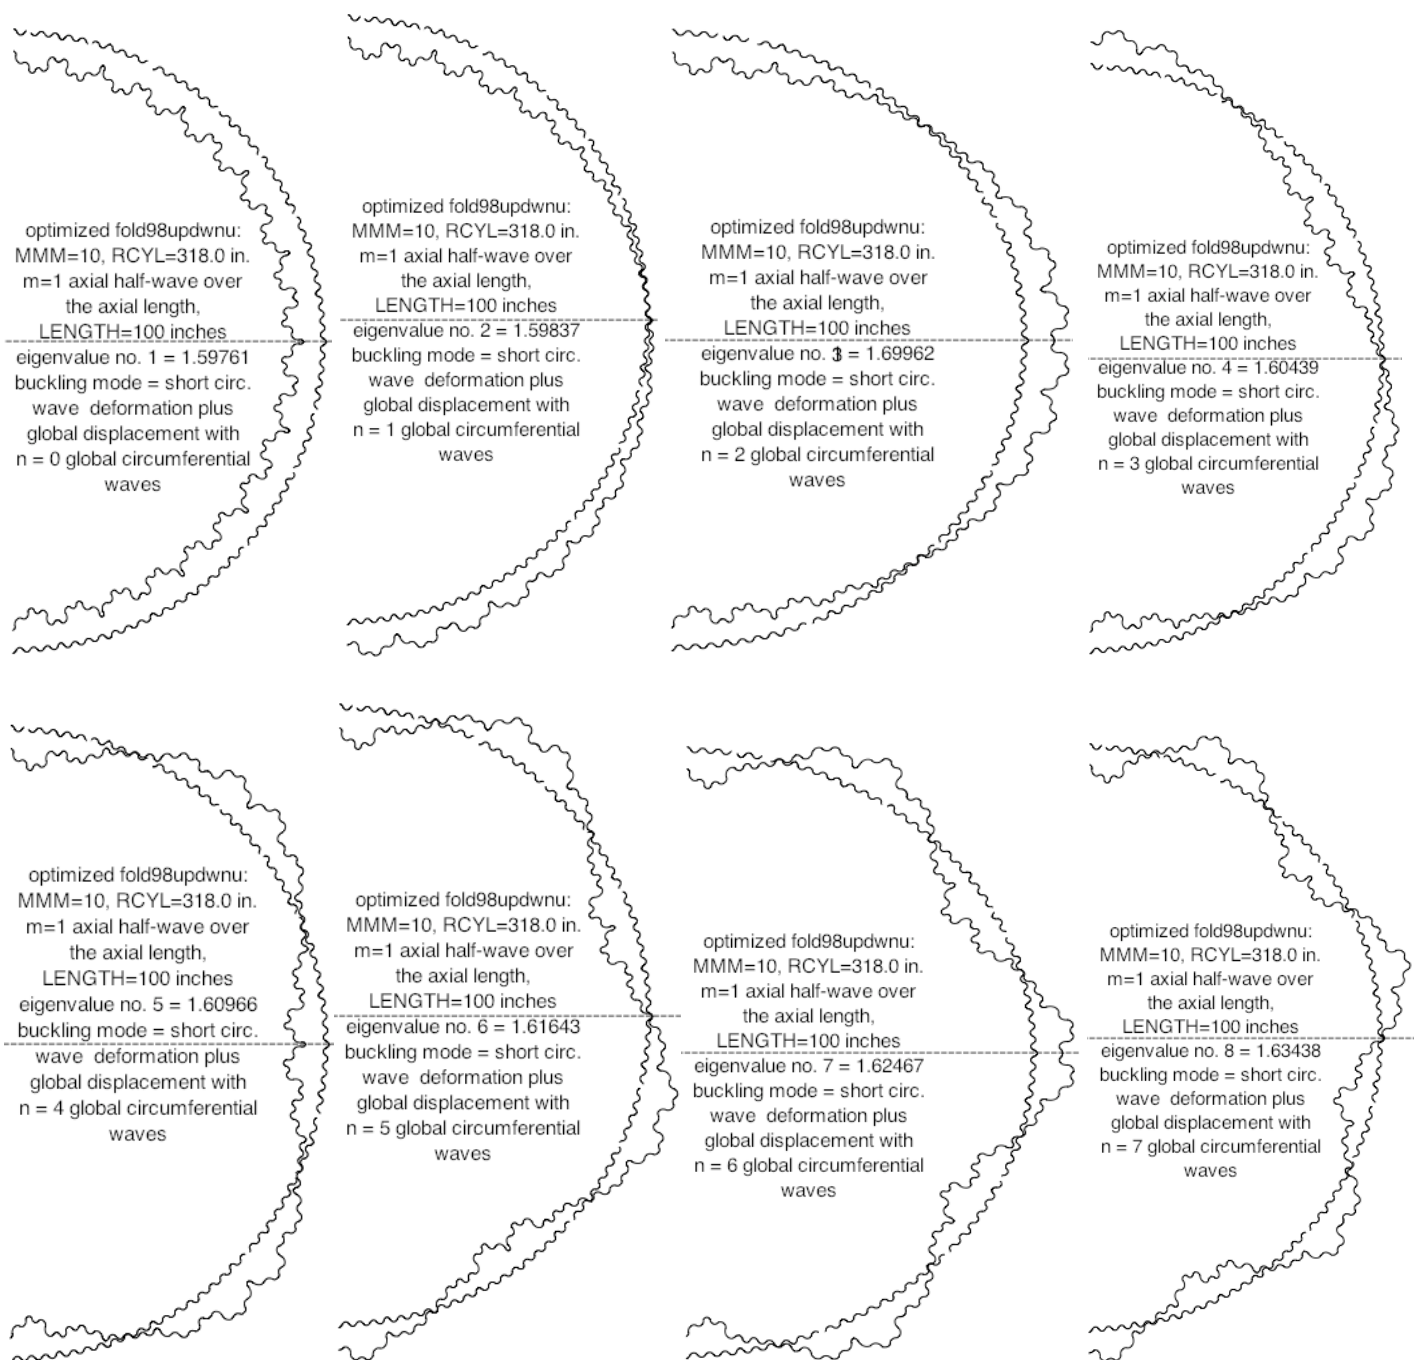 optimized fold98updwnu:
MMM=10, RCYL=318.0 in.
m=1 axial half-wave over
the axial length,
LENGTH=100 inches
eigenvalue no. 1 = 1.59761
buckling mode = short circ.
wave deformation plus
global displacement with
n = 0 global circumferential
waves
optimized fold98updwnu:
MMM=10, RCYL=318.0 in.
m=1 axial half-wave over
the axial length,
LENGTH=100 inches
eigenvalue no. 2 = 1.59837
buckling mode = short circ.
wave deformation plus
global displacement with
n = 1 global circumferential
waves
optimized fold98updwnu:
MMM=10, RCYL=318.0 in.
m=1 axial half-wave over
the axial length,
LENGTH=100 inches
eigenvalue no. = 1.69962
buckling mode = short circ.
wave deformation plus
global displacement with
n = 2 global circumferential
waves
optimized fold98updwnu:
MMM=10, RCYL=318.0 in.
m=1 axial half-wave over
the axial length,
LENGTH=100 inches
eigenvalue no. 4 = 1.60439
buckling mode = short circ.
wave deformation plus
global displacement with
n = 3 global circumferential
waves
optimized fold98updwnu:
MMM=10, RCYL=318.0 in.
m=1 axial half-wave over
the axial length,
LENGTH=100 inches
eigenvalue no. 5 = 1.60966
buckling mode = short circ.
wave deformation plus
global displacement with
n = 4 global circumferential
waves
optimized fold98updwnu:
MMM=10, RCYL=318.0 in.
m=1 axial half-wave over
the axial length,
LENGTH=100 inches
eigenvalue no. 6 = 1.61643
buckling mode = short circ.
wave deformation plus
global displacement with
n = 5 global circumferential
waves
optimized fold98updwnu:
MMM=10, RCYL=318.0 in.
m=1 axial half-wave over
the axial length,
LENGTH=100 inches
eigenvalue no. 7 = 1.62467
buckling mode = short circ.
wave deformation plus
global displacement with
n = 6 global circumferential
waves
optimized fold98updwnu:
MMM=10, RCYL=318.0 in.
m=1 axial half-wave over
the axial length,
LENGTH=100 inches
eigenvalue no. 8 = 1.63438
buckling mode = short circ.
wave deformation plus
global displacement with
n = 7 global circumferential
waves